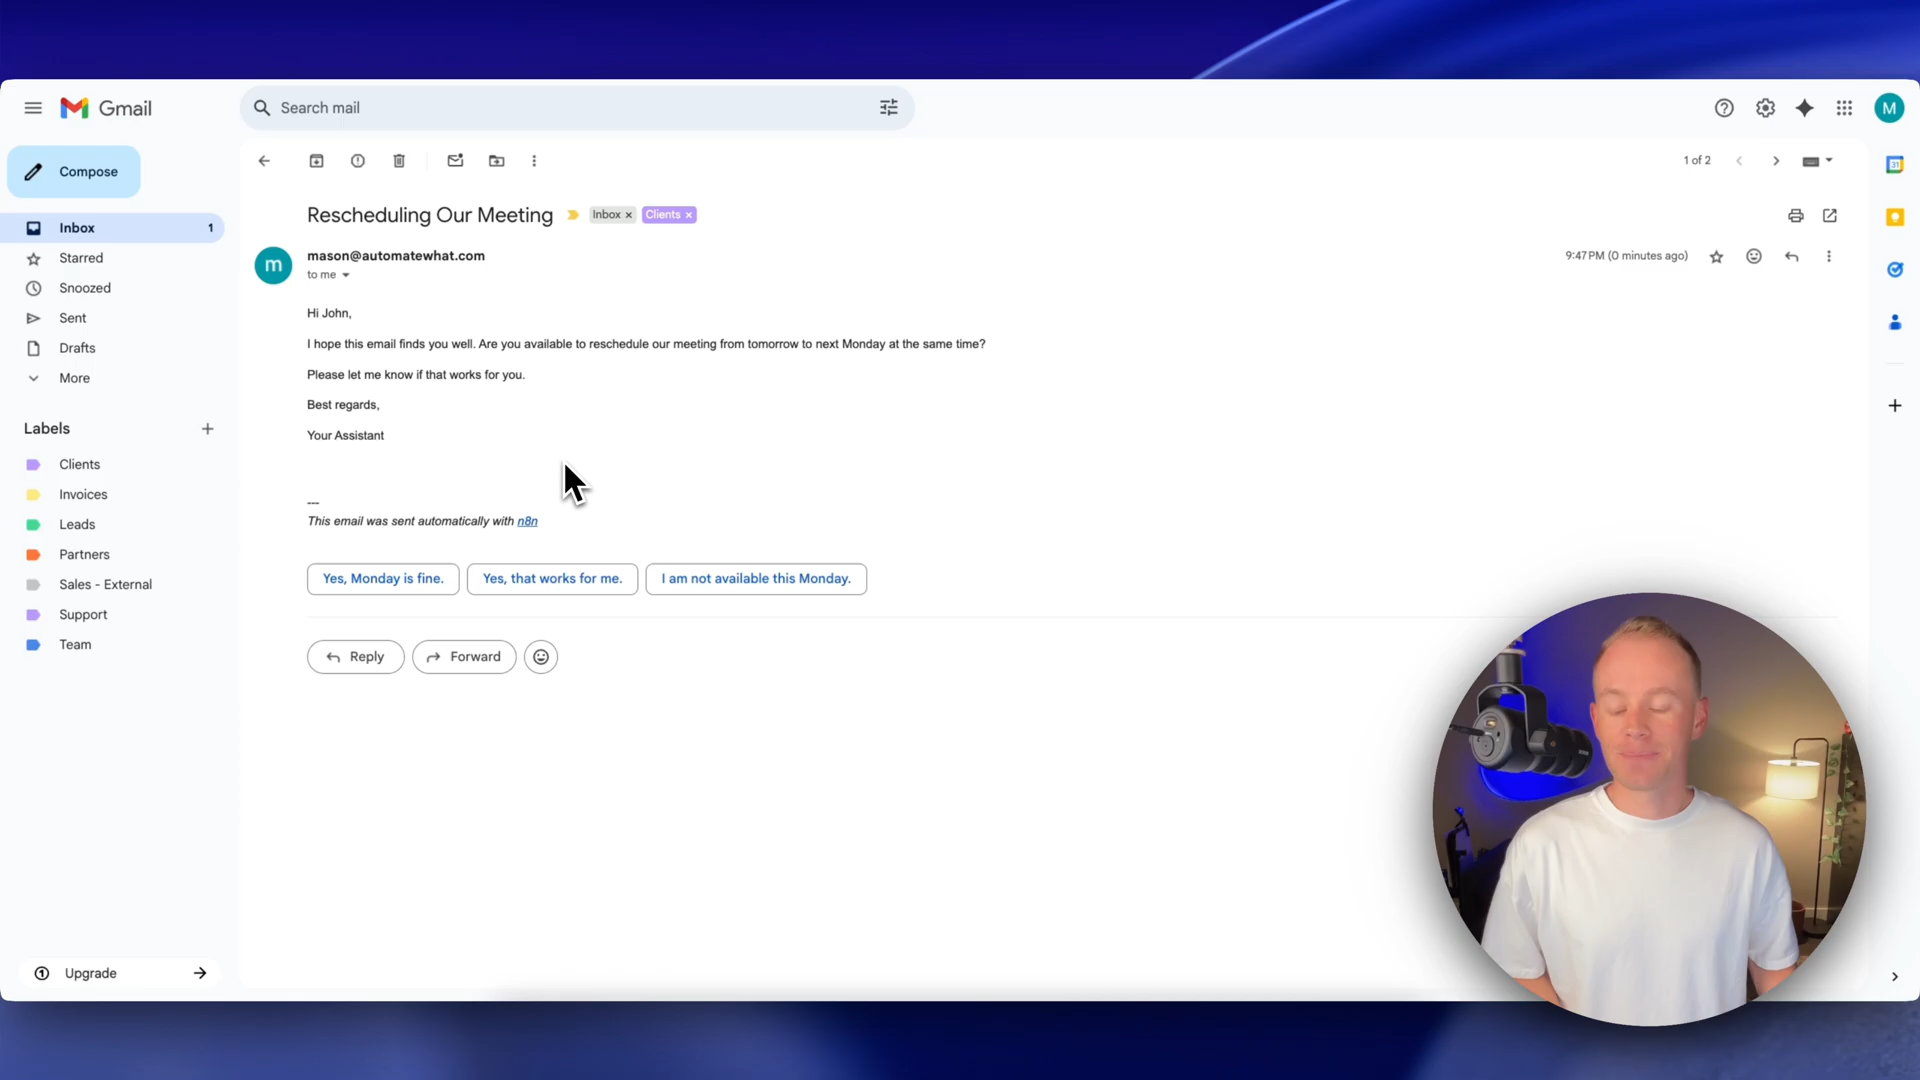 Gmail
Search mail
M
Compose
1 of 2
31
Inbox 1
Starred
Snoozed
Sent
Drafts
More
Labels
Clients
Invoices
Leads
Partners
Sales - External
Support
Team
Upgrade
Rescheduling Our Meeting Inbox x Clients x
m
mason@automatewhat.com
9:47 PM (0 minutes ago)
to me
Hi John,
I hope this email finds you well. Are you available to reschedule our meeting from tomorrow to next Monday at the same time?
Please let me know if that works for you.
Best regards,
Your Assistant
---
This email was sent automatically with n8n
Yes, Monday is fine. Yes, that works for me. I am not available this Monday.
Reply Forward